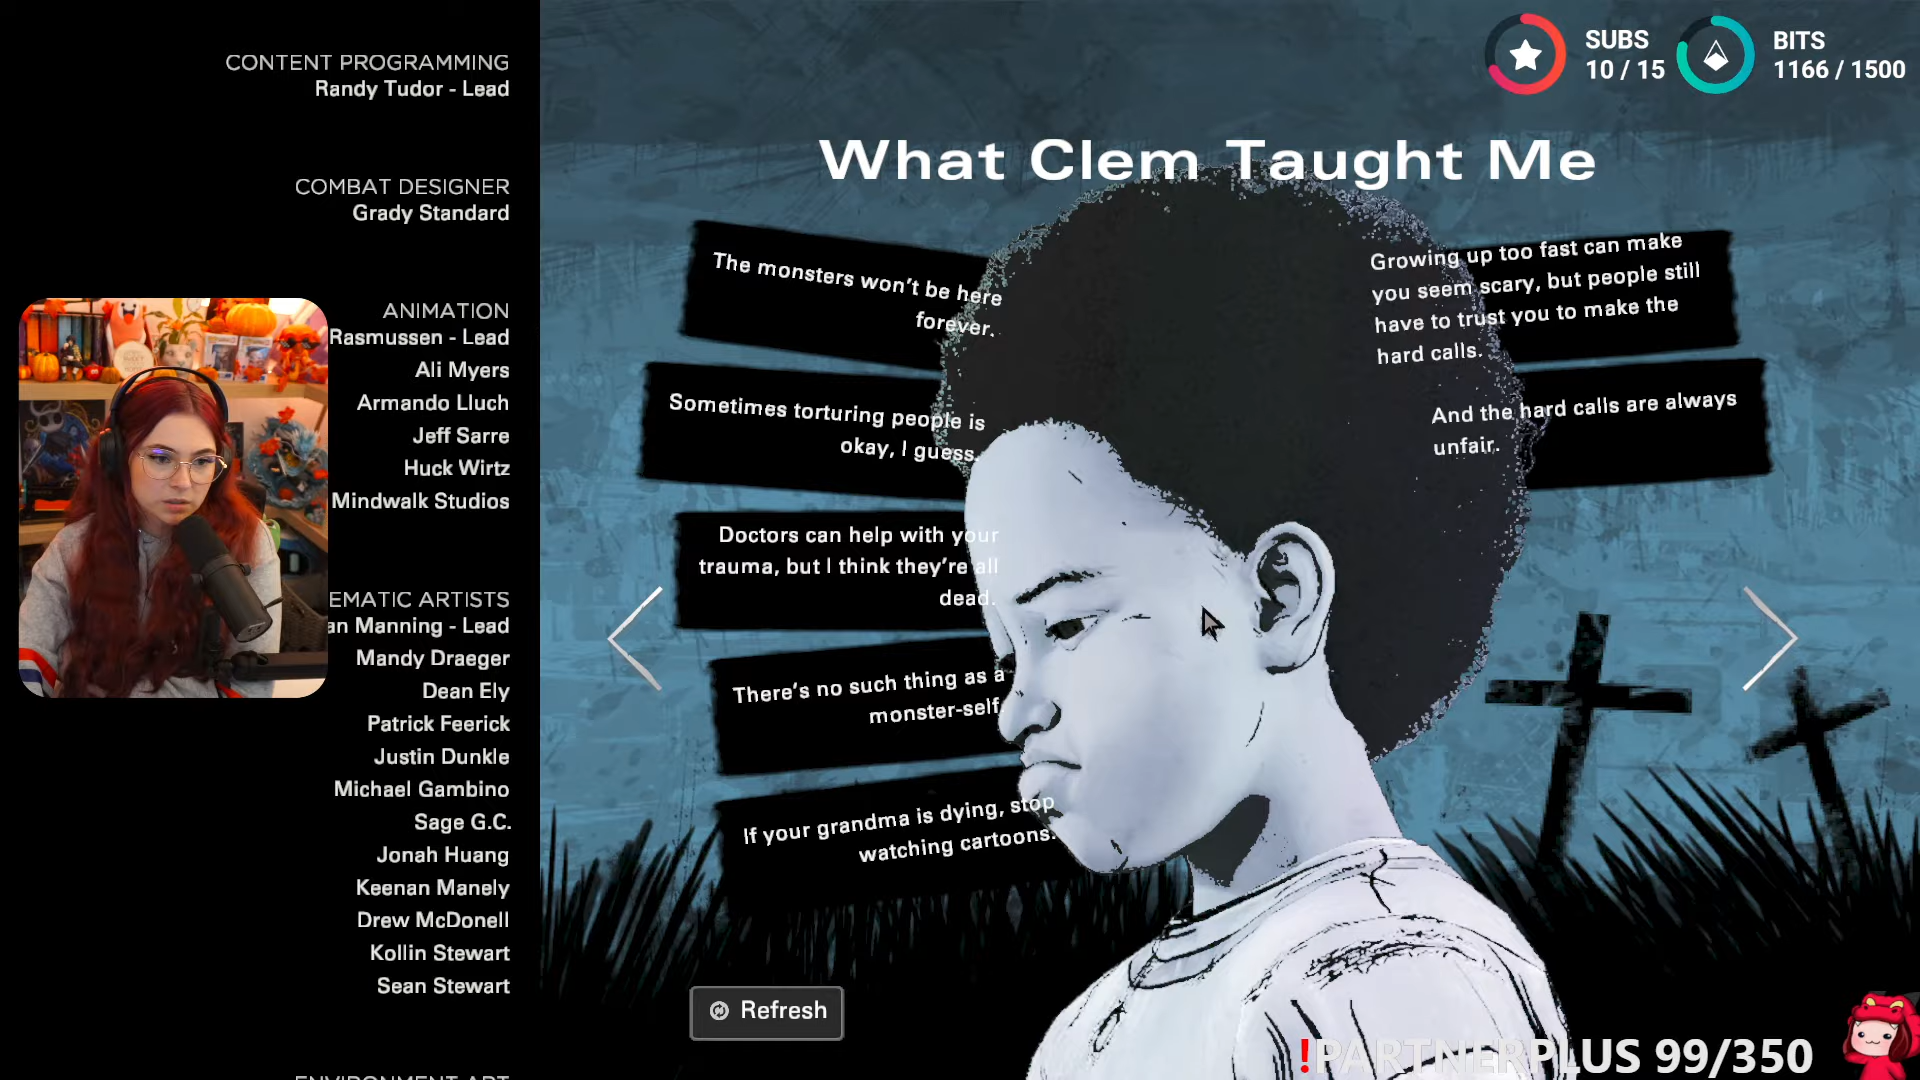 CONTENT PROGRAMMING
Randy Tudor - Lead
COMBAT DESIGNER
Grady Standard
ANIMATION
Rasmussen - Lead
Ali Myers
Armando Lluch
Jeff Sarre
Huck Wirtz
Mindwalk Studios
EMATIC ARTISTS
an Manning - Lead
Mandy Draeger
Dean Ely
Patrick Feerick
Justin Dunkle
Michael Gambino
Sage G.C.
Jonah Huang
Keenan Manely
Drew McDonell
Kollin Stewart
Sean Stewart
ENVIRONMENT ART
SUBS
10 / 15
BITS
1166 / 1500
What Clem Taught Me
The monsters won't be here
forever.
Sometimes torturing people is
okay, I guess.
Doctors can help with your
trauma, but I think they're all
dead.
There's no such thing as a
monster-self.
If your grandma is dying, stop
watching cartoons.
Growing up too fast can make
you seem scary, but people still
have to trust you to make the
hard calls.
And the hard calls are always
unfair.
Refresh
!PARTNERPLUS 99/350